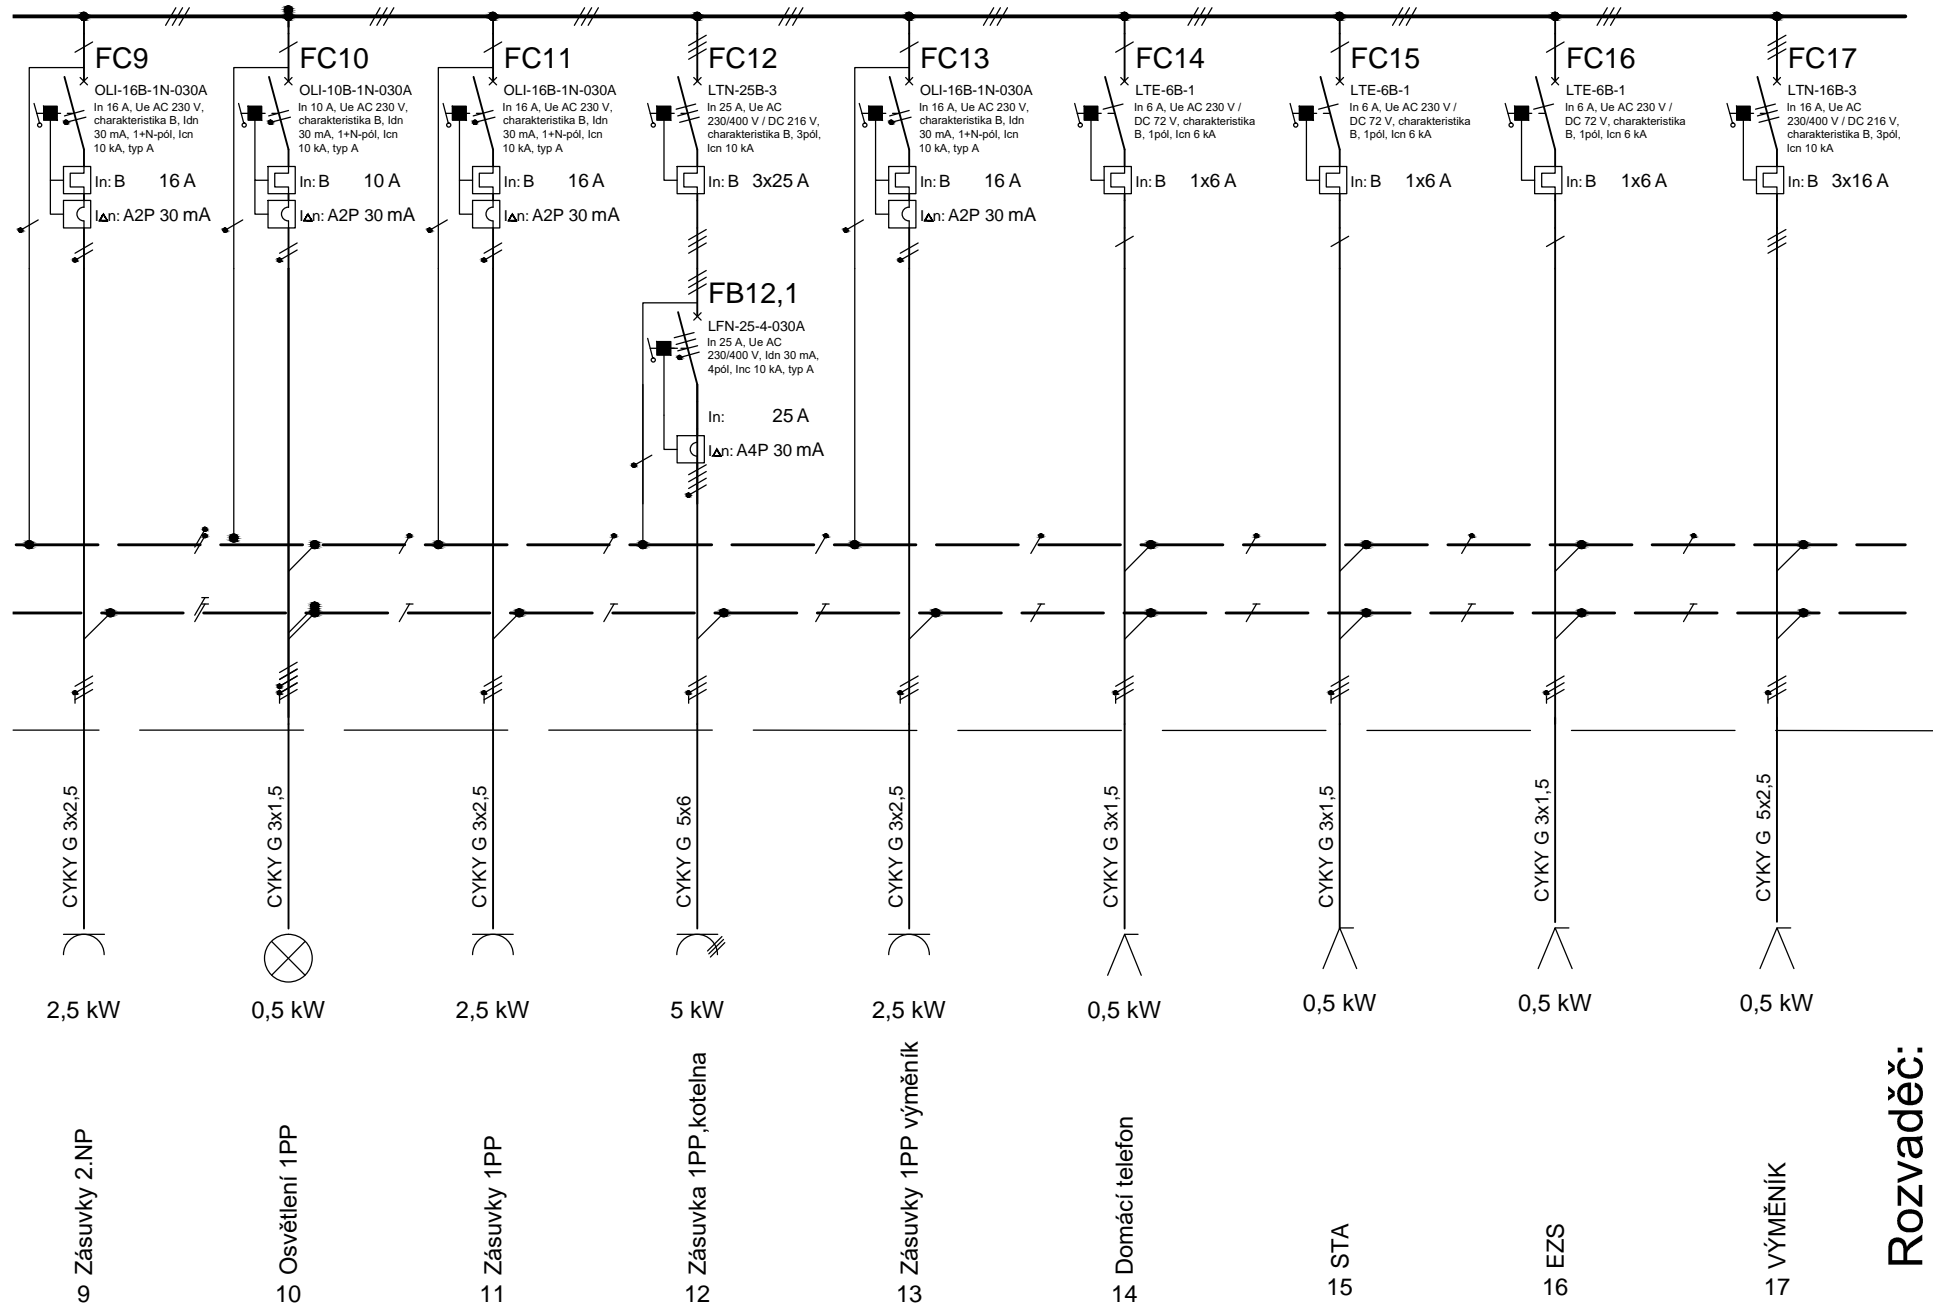 FC9
OLI-16B-1N-030A
In 16 A, Ue AC 230 V,
charakteristika B, Idn
30 mA, 1+N-pól, Icn
10 kA, typ A
In: B 16 A
I∆n: A2P 30 mA
FC10
OLI-10B-1N-030A
In 10 A, Ue AC 230 V,
charakteristika B, Idn
30 mA, 1+N-pól, Icn
10 kA, typ A
In: B 10 A
I∆n: A2P 30 mA
FC11
OLI-16B-1N-030A
In 16 A, Ue AC 230 V,
charakteristika B, Idn
30 mA, 1+N-pól, Icn
10 kA, typ A
In: B 16 A
I∆n: A2P 30 mA
FC12
LTN-25B-3
In 25 A, Ue AC
230/400 V / DC 216 V,
charakteristika B, 3pól,
Icn 10 kA
In: B 3x25 A
FB12,1
LFN-25-4-030A
In 25 A, Ue AC
230/400 V, Idn 30 mA,
4pól, Inc 10 kA, typ A
In: 25 A
I∆n: A4P 30 mA
FC13
OLI-16B-1N-030A
In 16 A, Ue AC 230 V,
charakteristika B, Idn
30 mA, 1+N-pól, Icn
10 kA, typ A
In: B 16 A
I∆n: A2P 30 mA
FC14
LTE-6B-1
In 6 A, Ue AC 230 V /
DC 72 V, charakteristika
B, 1pól, Icn 6 kA
In: B 1x6 A
FC15
LTE-6B-1
In 6 A, Ue AC 230 V /
DC 72 V, charakteristika
B, 1pól, Icn 6 kA
In: B 1x6 A
FC16
LTE-6B-1
In 6 A, Ue AC 230 V /
DC 72 V, charakteristika
B, 1pól, Icn 6 kA
In: B 1x6 A
FC17
LTN-16B-3
In 16 A, Ue AC
230/400 V / DC 216 V,
charakteristika B, 3pól,
Icn 10 kA
In: B 3x16 A
CYKY G 3x2,5
CYKY G 3x1,5
CYKY G 3x2,5
CYKY G 5x6
CYKY G 3x2,5
CYKY G 3x1,5
CYKY G 3x1,5
CYKY G 3x1,5
CYKY G 5x2,5
2,5 kW
0,5 kW
2,5 kW
5 kW
2,5 kW
0,5 kW
0,5 kW
0,5 kW
0,5 kW
Zásuvky 2.NP
Osvětlení 1PP
Zásuvky 1PP
Zásuvka 1PP,kotelna
Zásuvky 1PP výměník
Domácí telefon
STA
EZS
VÝMĚNÍK
9
10
11
12
13
14
15
16
17
Rozvaděč: